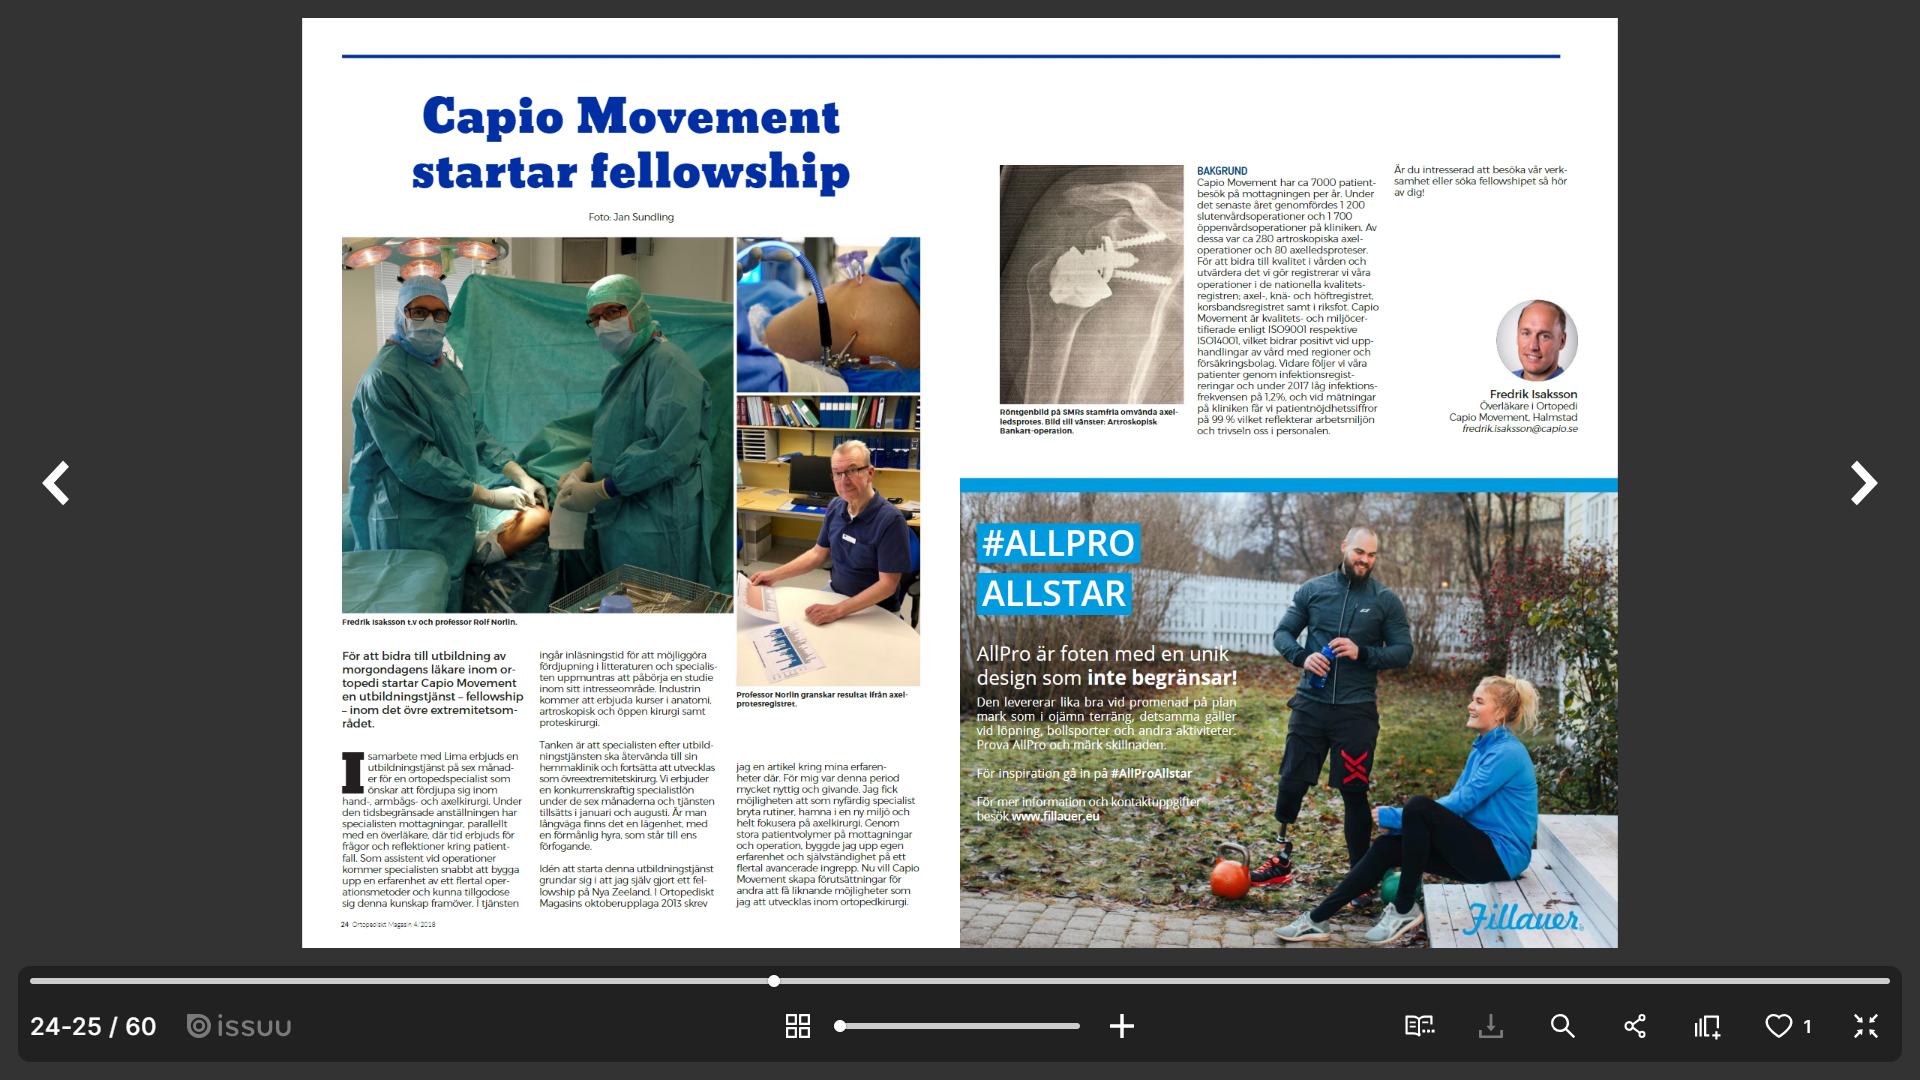 Capio Movement
startar fellowship
Foto: Jan Sundling
Fredrik Isaksson t.v och professor Rolf Norlin.
För att bidra till utbildning av
morgondagens läkare inom or-
topedi startar Capio Movement
en utbildningstjänst – fellowship
– inom det övre extremitetsom-
rådet.
I samarbete med Lima erbjuds en
utbildningstjänst på sex månad-
er för en ortopedspecialist som
önskar att fördjupa sig inom
hand-, armbågs- och axelkirurgi. Under
den tidsbegränsade anställningen har
specialisten mottagningar, parallellt
med en överläkare, där tid erbjuds för
frågor och reflektioner kring patient-
fall. Som assistent vid operationer
kommer specialisten snabbt att bygga
upp en erfarenhet av ett flertal oper-
ationsmetoder och kunna tillgodose
sig denna kunskap framöver. I tjänsten
ingår inläsningstid för att möjliggöra
fördjupning i litteraturen och specialis-
ten uppmuntras att påbörja en studie
inom sitt intresseområde. Industrin
kommer att erbjuda kurser i anatomi,
artroskopisk och öppen kirurgi samt
proteskirurgi.
Tanken är att specialisten efter utbild-
ningstjänsten ska återvända till sin
hemmaklinik och fortsätta att utvecklas
som övreextremitetskirurg. Vi erbjuder
en konkurrenskraftig specialistlön
under de sex månaderna och tjänsten
tillsätts i januari och augusti. Är man
långväga finns det en lägenhet, med
en förmånlig hyra, som står till ens
förfogande.
Idén att starta denna utbildningstjänst
grundar sig i att jag själv gjort ett fel-
lowship på Nya Zeeland. I Ortopediskt
Magasins oktoberupplaga 2013 skrev
Professor Norlin granskar resultat ifrån axel-
protesregistret.
jag en artikel kring mina erfaren-
heter där. För mig var denna period
mycket nyttig och givande. Jag fick
möjligheten att som nyfärdig specialist
bryta rutiner, hamna i en ny miljö och
helt fokusera på axelkirurgi. Genom
stora patientvolymer på mottagningar
och operation, byggde jag upp egen
erfarenhet och självständighet på ett
flertal avancerade ingrepp. Nu vill Capio
Movement skapa förutsättningar för
andra att få liknande möjligheter som
jag att utvecklas inom ortopedkirurgi.
24 Ortopediskt Magasin 4/2018
Röntgenbild på SMRs stamfria omvända axel-
ledsprotes. Bild till vänster: Artroskopisk
Bankart-operation.
BAKGRUND
Capio Movement har ca 7000 patient-
besök på mottagningen per år. Under
det senaste året genomfördes 1 200
slutenvårdsoperationer och 1 700
öppenvårdsoperationer på kliniken. Av
dessa var ca 280 artroskopiska axel-
operationer och 80 axelledsproteser.
För att bidra till kvalitet i vården och
utvärdera det vi gör registrerar vi våra
operationer i de nationella kvalitets-
registren; axel-, knä- och höftregistret,
korsbandsregistret samt i riksfot. Capio
Movement är kvalitets- och miljöcer-
tifierade enligt ISO9001 respektive
ISO14001, vilket bidrar positivt vid upp-
handlingar av vård med regioner och
försäkringsbolag. Vidare följer vi våra
patienter genom infektionsregist-
reringar och under 2017 låg infektions-
frekvensen på 1,2%, och vid mätningar
på kliniken får vi patientnöjdhetssiffror
på 99 % vilket reflekterar arbetsmiljön
och trivseln oss i personalen.
Är du intresserad att besöka vår verk-
samhet eller söka fellowshipet så hör
av dig!
Fredrik Isaksson
Överläkare i Ortopedi
Capio Movement, Halmstad
fredrik.isaksson@capio.se
#ALLPRO
ALLSTAR
AllPro är foten med en unik
design som inte begränsar!
Den levererar lika bra vid promenad på plan
mark som i ojämn terräng, detsamma gäller
vid löpning, bollsporter och andra aktiviteter.
Prova AllPro och märk skillnaden.
För inspiration gå in på #AllProAllstar
För mer information och kontaktuppgifter
besök www.fillauer.eu
Fillauer
24-25 / 60
issuu
1